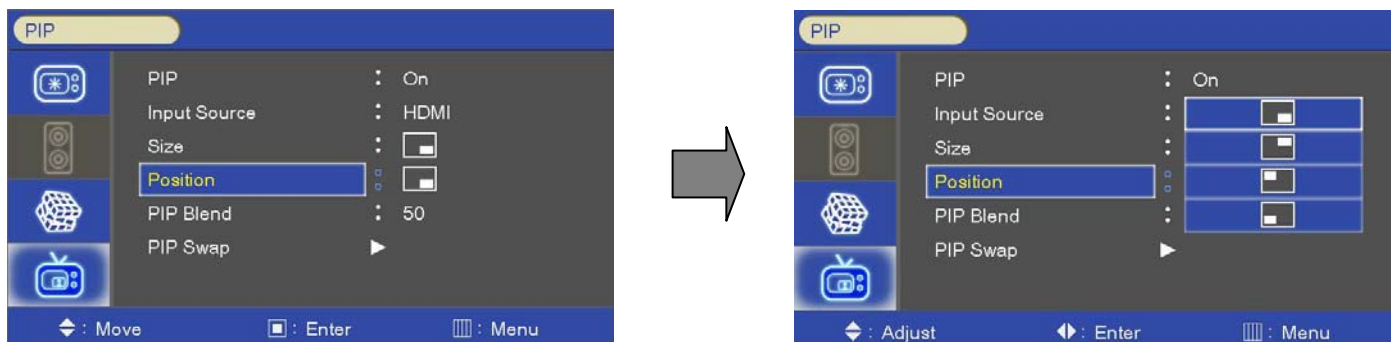 PIP
PIP : On
Input Source : HDMI
Size :
Position :
PIP Blend : 50
PIP Swap
: Move : Enter : Menu
PIP
PIP : On
Input Source :
Size :
Position :
PIP Blend :
PIP Swap
: Adjust : Enter : Menu